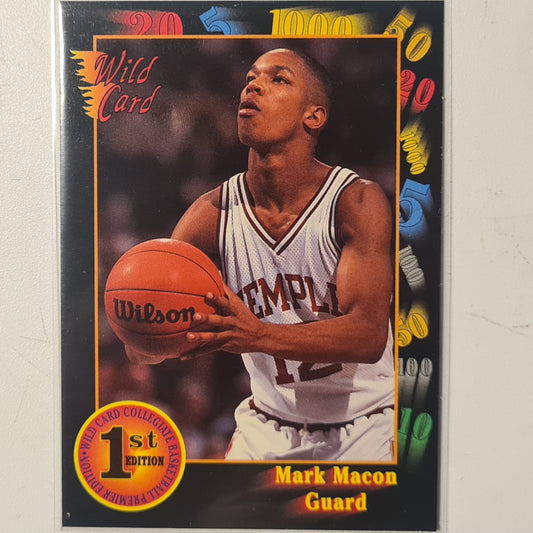 20 5 1000 50
Wild
Card
20
1000
5
100
50
100
10
Wilson
TEMPLE
12
WILD CARD COLLEGIATE BASKETBALL PREMIER EDITION
1st
EDITION
Mark Macon
Guard